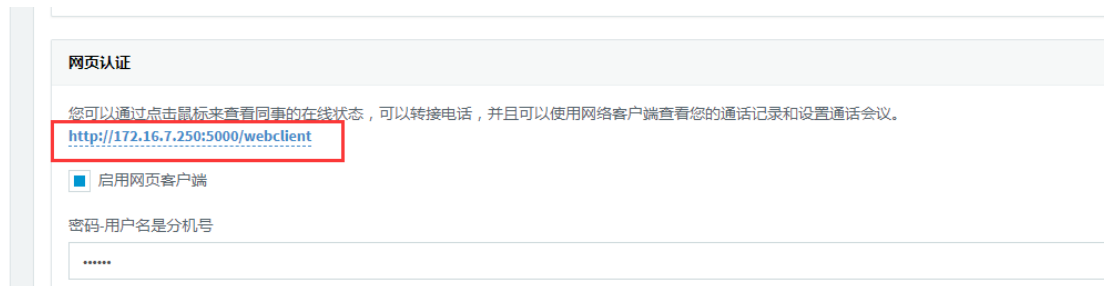 网页认证
您可以通过点击鼠标来查看同事的在线状态，可以转接电话，并且可以使用网络客户端查看您的通话记录和设置通话会议。
http://172.16.7.250:5000/webclient
启用网页客户端
密码-用户名是分机号
••••••